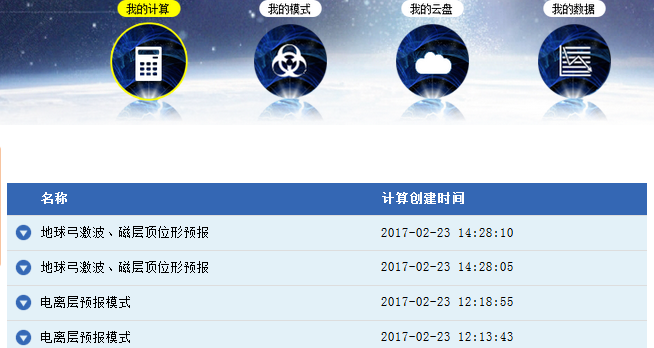 我的计算 我的模式 我的云盘 我的数据
名称 计算创建时间
地球弓激波、磁层顶位形预报 2017-02-23 14:28:10
地球弓激波、磁层顶位形预报 2017-02-23 14:28:05
电离层预报模式 2017-02-23 12:18:55
电离层预报模式 2017-02-23 12:13:43